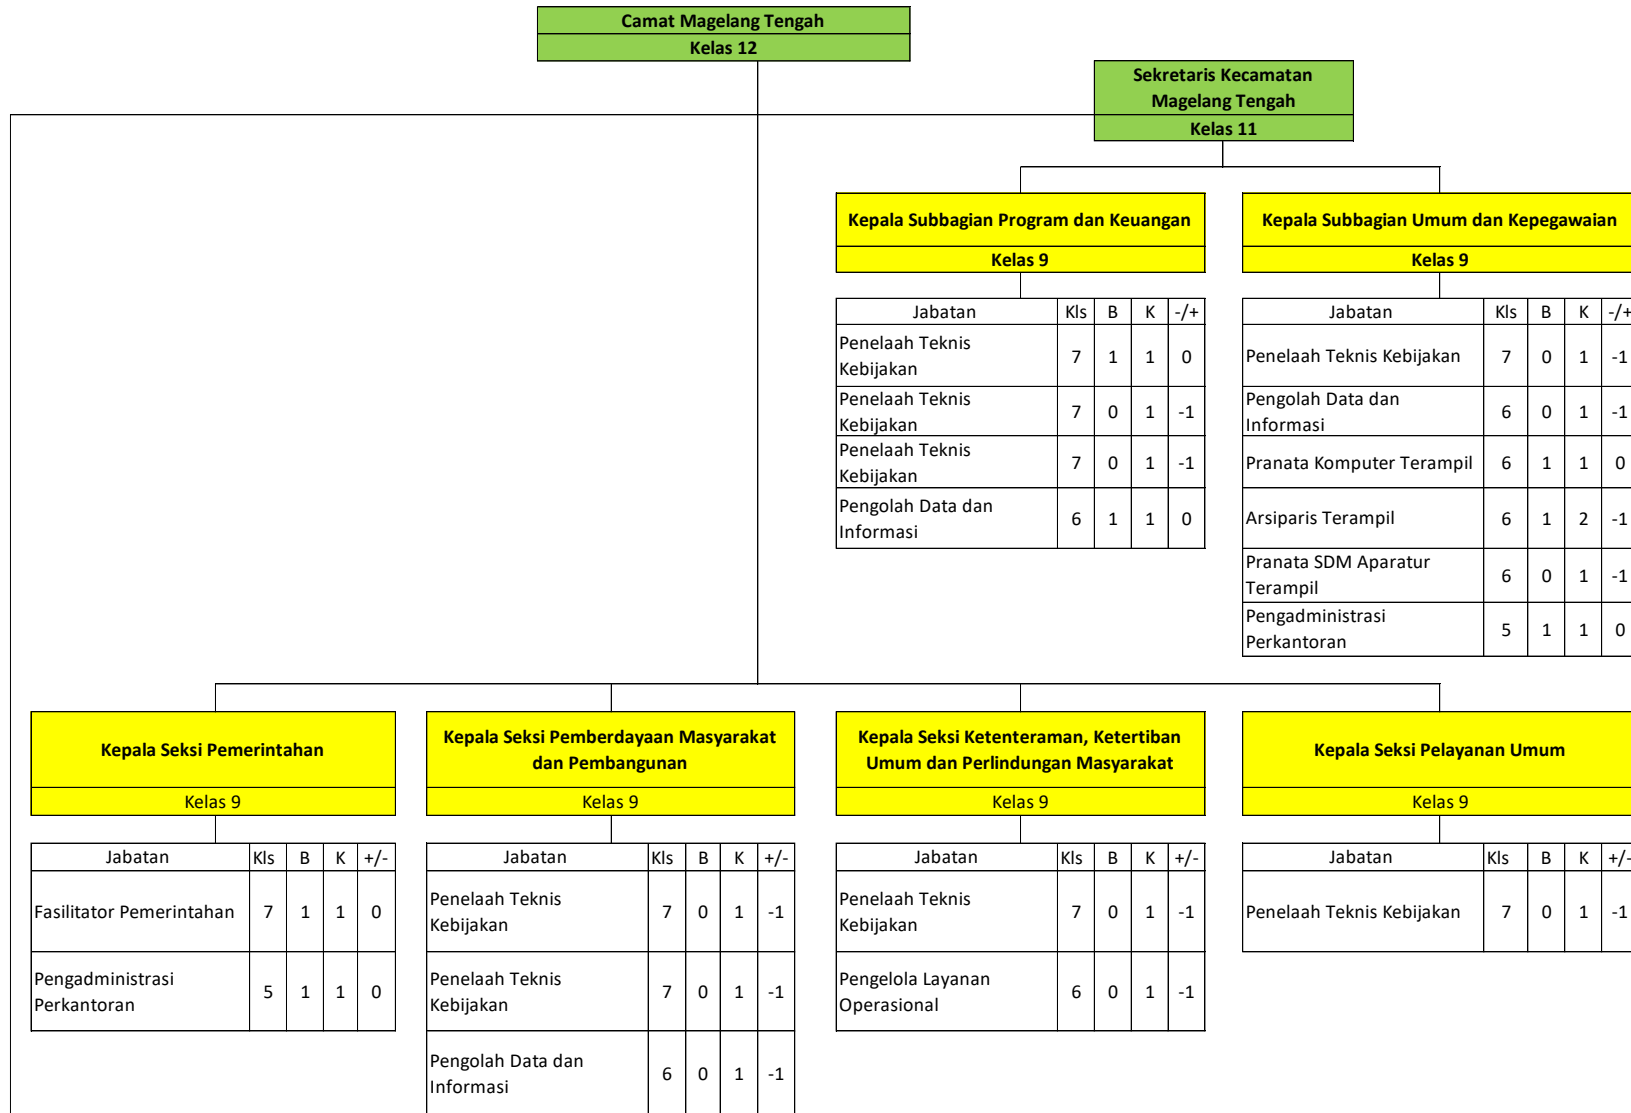 Camat Magelang Tengah
Kelas 12
Sekretaris Kecamatan
Magelang Tengah
Kelas 11
Kepala Subbagian Program dan Keuangan
Kelas 9
Jabatan Kls B K -/+
Penelaah Teknis
Kebijakan 7 1 1 0
Penelaah Teknis
Kebijakan 7 0 1 -1
Penelaah Teknis
Kebijakan 7 0 1 -1
Pengolah Data dan
Informasi 6 1 1 0
Kepala Subbagian Umum dan Kepegawaian
Kelas 9
Jabatan Kls B K -/+
Penelaah Teknis Kebijakan 7 0 1 -1
Pengolah Data dan
Informasi 6 0 1 -1
Pranata Komputer Terampil 6 1 1 0
Arsiparis Terampil 6 1 2 -1
Pranata SDM Aparatur
Terampil 6 0 1 -1
Pengadministrasi
Perkantoran 5 1 1 0
Kepala Seksi Pemerintahan
Kelas 9
Jabatan Kls B K +/-
Fasilitator Pemerintahan 7 1 1 0
Pengadministrasi
Perkantoran 5 1 1 0
Kepala Seksi Pemberdayaan Masyarakat
dan Pembangunan
Kelas 9
Jabatan Kls B K +/-
Penelaah Teknis
Kebijakan 7 0 1 -1
Penelaah Teknis
Kebijakan 7 0 1 -1
Pengolah Data dan
Informasi 6 0 1 -1
Kepala Seksi Ketenteraman, Ketertiban
Umum dan Perlindungan Masyarakat
Kelas 9
Jabatan Kls B K +/-
Penelaah Teknis
Kebijakan 7 0 1 -1
Pengelola Layanan
Operasional 6 0 1 -1
Kepala Seksi Pelayanan Umum
Kelas 9
Jabatan Kls B K +/-
Penelaah Teknis Kebijakan 7 0 1 -1